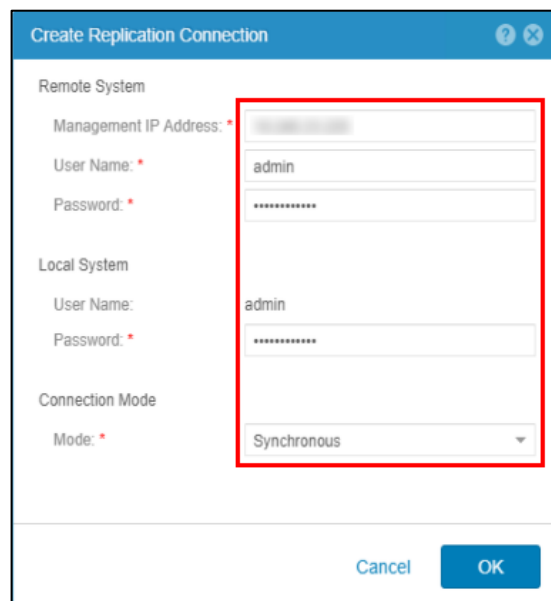 Create Replication Connection
Remote System
Management IP Address: *
User Name: * admin
Password: * ••••••••••••
Local System
User Name: admin
Password: * ••••••••••••
Connection Mode
Mode: * Synchronous
Cancel OK